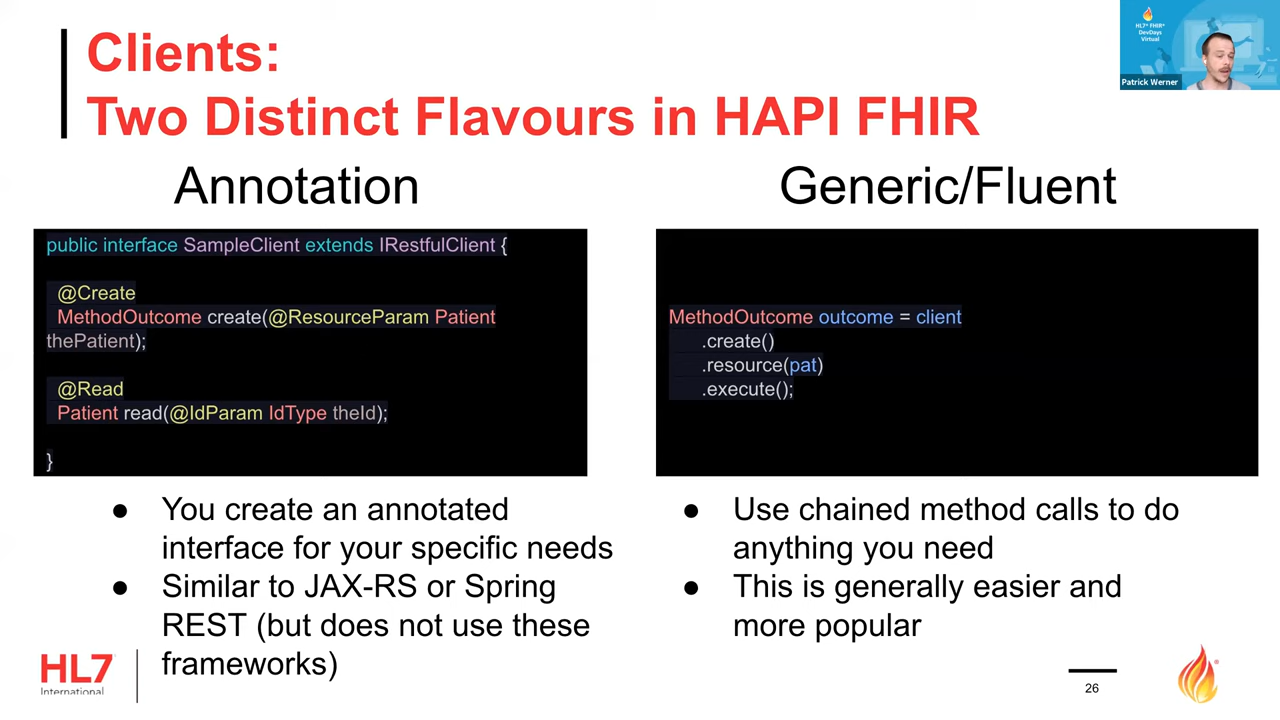 Clients:
Two Distinct Flavours in HAPI FHIR
HL7® FHIR®
DevDays
Virtual
Patrick Werner
Annotation
public interface SampleClient extends IRestfulClient {
@Create
MethodOutcome create(@ResourceParam Patient
thePatient);
@Read
Patient read(@IdParam IdType theId);
}
● You create an annotated
interface for your specific needs
● Similar to JAX-RS or Spring
REST (but does not use these
frameworks)
Generic/Fluent
MethodOutcome outcome = client
.create()
.resource(pat)
.execute();
● Use chained method calls to do
anything you need
● This is generally easier and
more popular
HL7
International
26